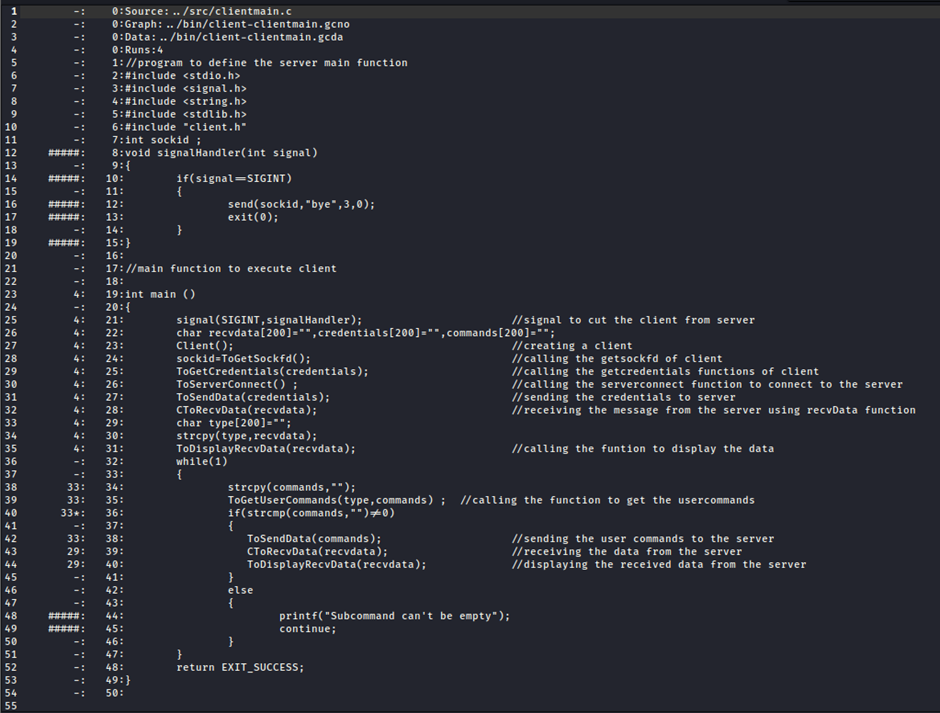 1 -: 0:Source:../src/clientmain.c
2 -: 0:Graph:../bin/client-clientmain.gcno
3 -: 0:Data:../bin/client-clientmain.gcda
4 -: 0:Runs:4
5 -: 1://program to define the server main function
6 -: 2:#include <stdio.h>
7 -: 3:#include <signal.h>
8 -: 4:#include <string.h>
9 -: 5:#include <stdlib.h>
10 -: 6:#include "client.h"
11 -: 7:int sockid ;
12 #####: 8:void signalHandler(int signal)
13 -: 9:{
14 #####: 10: if(signal==SIGINT)
15 -: 11: {
16 #####: 12: send(sockid,"bye",3,0);
17 #####: 13: exit(0);
18 -: 14: }
19 #####: 15:}
20 -: 16:
21 -: 17://main function to execute client
22 -: 18:
23 4: 19:int main ()
24 -: 20:{
25 4: 21: signal(SIGINT,signalHandler); //signal to cut the client from server
26 4: 22: char recvdata[200]="",credentials[200]="",commands[200]="";
27 4: 23: Client(); //creating a client
28 4: 24: sockid=ToGetSockfd(); //calling the getsockfd of client
29 4: 25: ToGetCredentials(credentials); //calling the getcredentials functions of client
30 4: 26: ToServerConnect() ; //calling the serverconnect function to connect to the server
31 4: 27: ToSendData(credentials); //sending the credentials to server
32 4: 28: CToRecvData(recvdata); //receiving the message from the server using recvData function
33 4: 29: char type[200]="";
34 4: 30: strcpy(type,recvdata);
35 4: 31: ToDisplayRecvData(recvdata); //calling the funtion to display the data
36 -: 32: while(1)
37 -: 33: {
38 33: 34: strcpy(commands,"");
39 33: 35: ToGetUserCommands(type,commands) ; //calling the function to get the usercommands
40 33*: 36: if(strcmp(commands,"")!=0)
41 -: 37: {
42 33: 38: ToSendData(commands); //sending the user commands to the server
43 29: 39: CToRecvData(recvdata); //receiving the data from the server
44 29: 40: ToDisplayRecvData(recvdata); //displaying the received data from the server
45 -: 41: }
46 -: 42: else
47 -: 43: {
48 #####: 44: printf("Subcommand can't be empty");
49 #####: 45: continue;
50 -: 46: }
51 -: 47: }
52 -: 48: return EXIT_SUCCESS;
53 -: 49:}
54 -: 50:
55